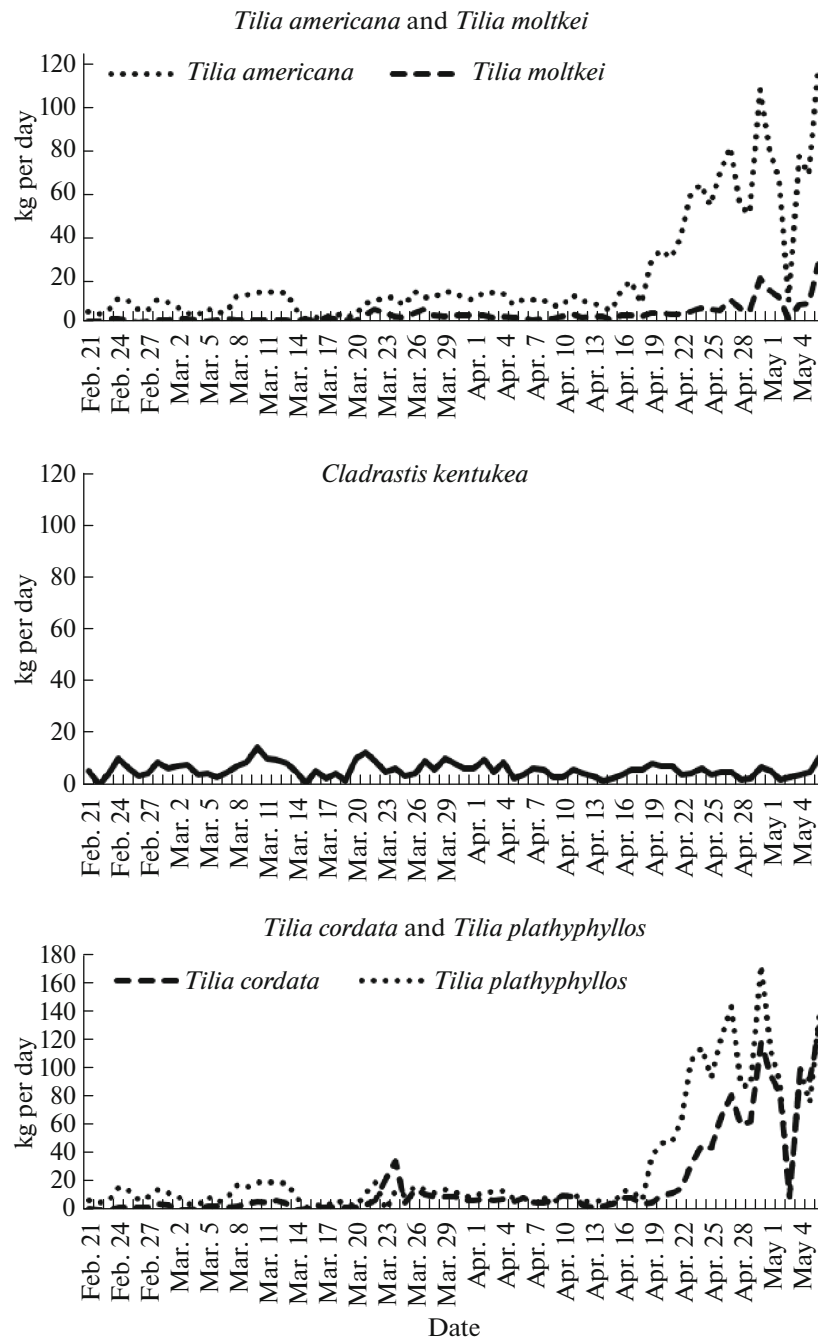 Tilia americana and Tilia moltkei
Tilia americana Tilia moltkei
kg per day
120
100
80
60
40
20
0
Feb. 21
Feb. 24
Feb. 27
Mar. 2
Mar. 5
Mar. 8
Mar. 11
Mar. 14
Mar. 17
Mar. 20
Mar. 23
Mar. 26
Mar. 29
Apr. 1
Apr. 4
Apr. 7
Apr. 10
Apr. 13
Apr. 16
Apr. 19
Apr. 22
Apr. 25
Apr. 28
May 1
May 4
Cladrastis kentukea
kg per day
120
100
80
60
40
20
0
Feb. 21
Feb. 24
Feb. 27
Mar. 2
Mar. 5
Mar. 8
Mar. 11
Mar. 14
Mar. 17
Mar. 20
Mar. 23
Mar. 26
Mar. 29
Apr. 1
Apr. 4
Apr. 7
Apr. 10
Apr. 13
Apr. 16
Apr. 19
Apr. 22
Apr. 25
Apr. 28
May 1
May 4
Tilia cordata and Tilia plathyphyllos
Tilia cordata Tilia plathyphyllos
kg per day
180
160
140
120
100
80
60
40
20
0
Feb. 21
Feb. 24
Feb. 27
Mar. 2
Mar. 5
Mar. 8
Mar. 11
Mar. 14
Mar. 17
Mar. 20
Mar. 23
Mar. 26
Mar. 29
Apr. 1
Apr. 4
Apr. 7
Apr. 10
Apr. 13
Apr. 16
Apr. 19
Apr. 22
Apr. 25
Apr. 28
May 1
May 4
Date